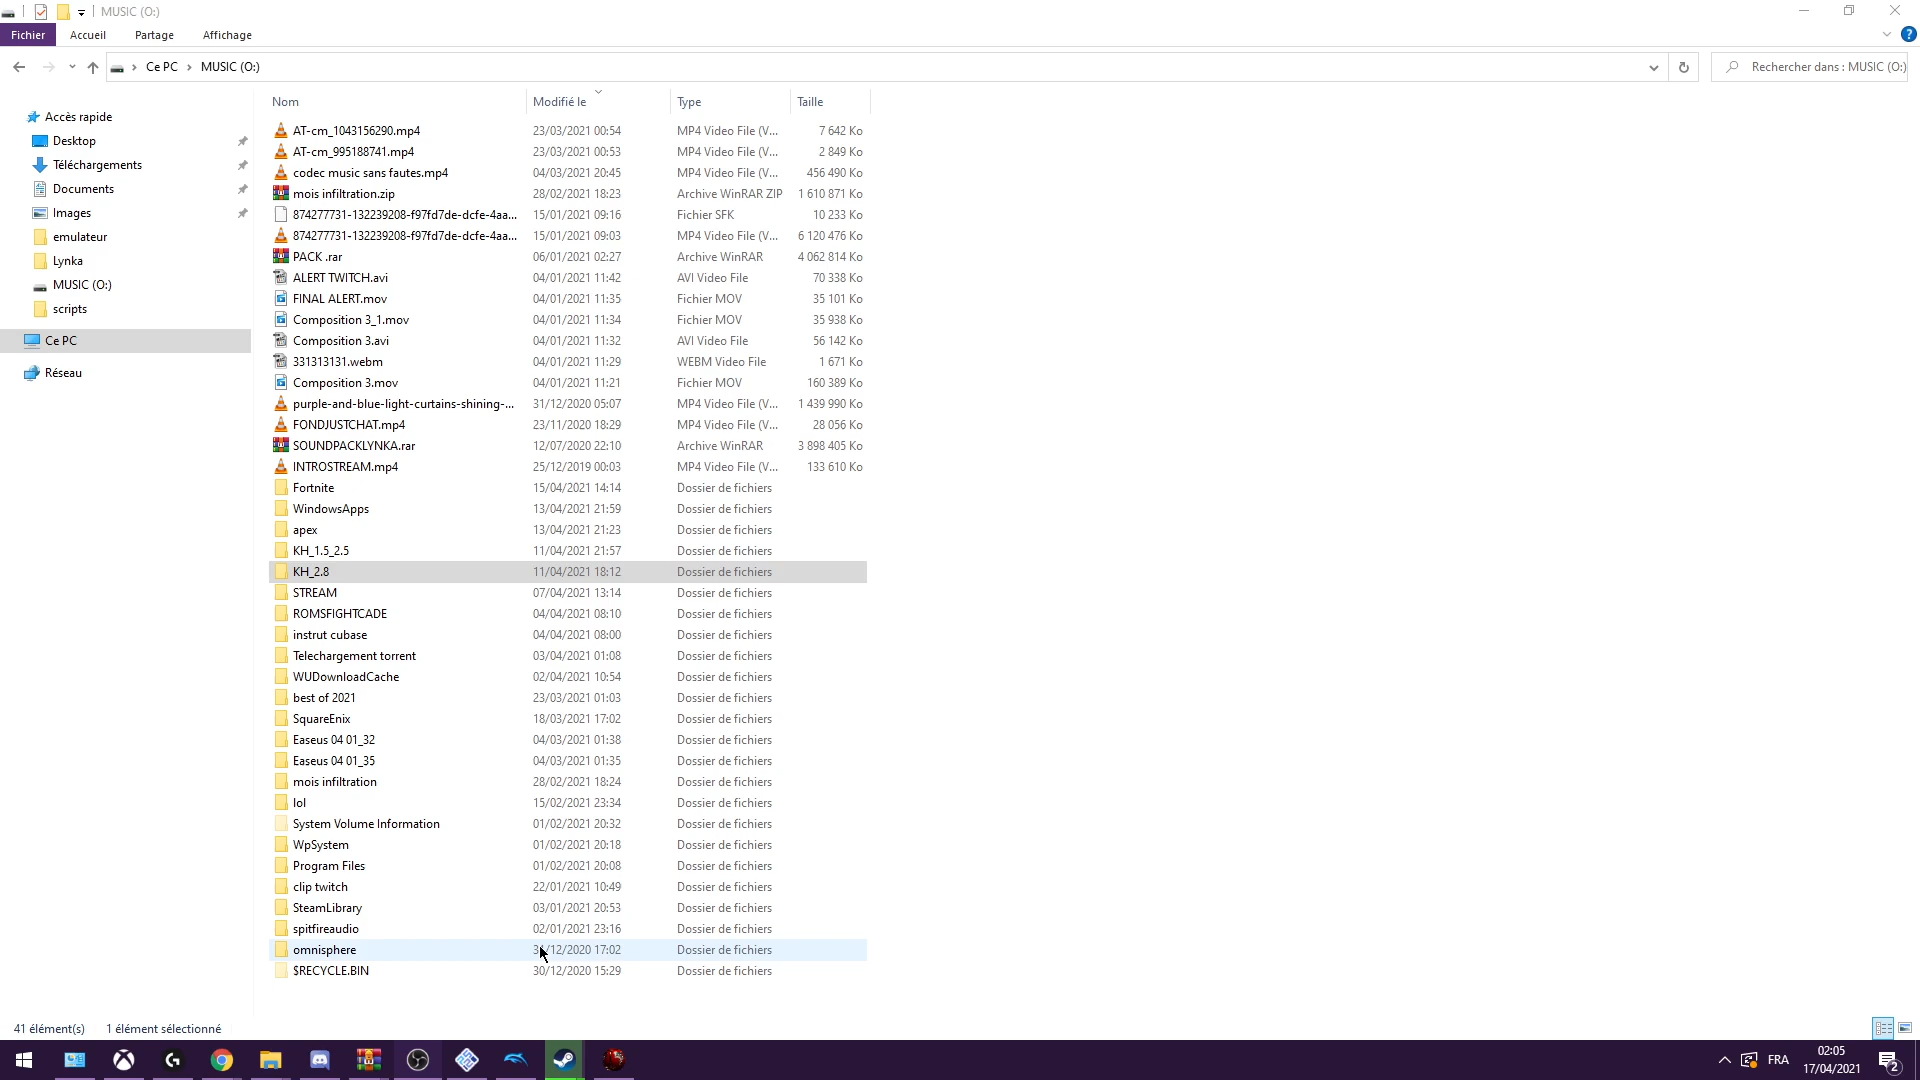 MUSIC (O:)
Fichier Accueil Partage Affichage
Ce PC MUSIC (O:) Rechercher dans : MUSIC (O:)
Accès rapide
Desktop
Téléchargements
Documents
Images
emulateur
Lynka
MUSIC (O:)
scripts
Ce PC
Réseau
Nom Modifié le Type Taille
AT-cm_1043156290.mp4 23/03/2021 00:54 MP4 Video File (V... 7 642 Ko
AT-cm_995188741.mp4 23/03/2021 00:53 MP4 Video File (V... 2 849 Ko
codec music sans fautes.mp4 04/03/2021 20:45 MP4 Video File (V... 456 490 Ko
mois infiltration.zip 28/02/2021 18:23 Archive WinRAR ZIP 1 610 871 Ko
874277731-132239208-f97fd7de-dcfe-4aa... 15/01/2021 09:16 Fichier SFK 10 233 Ko
874277731-132239208-f97fd7de-dcfe-4aa... 15/01/2021 09:03 MP4 Video File (V... 6 120 476 Ko
PACK .rar 06/01/2021 02:27 Archive WinRAR 4 062 814 Ko
ALERT TWITCH.avi 04/01/2021 11:42 AVI Video File 70 338 Ko
FINAL ALERT.mov 04/01/2021 11:35 Fichier MOV 35 101 Ko
Composition 3_1.mov 04/01/2021 11:34 Fichier MOV 35 938 Ko
Composition 3.avi 04/01/2021 11:32 AVI Video File 56 142 Ko
331313131.webm 04/01/2021 11:29 WEBM Video File 1 671 Ko
Composition 3.mov 04/01/2021 11:21 Fichier MOV 160 389 Ko
purple-and-blue-light-curtains-shining-... 31/12/2020 05:07 MP4 Video File (V... 1 439 990 Ko
FONDJUSTCHAT.mp4 23/11/2020 18:29 MP4 Video File (V... 28 056 Ko
SOUNDPACKLYNKA.rar 12/07/2020 22:10 Archive WinRAR 3 898 405 Ko
INTROSTREAM.mp4 25/12/2019 00:03 MP4 Video File (V... 133 610 Ko
Fortnite 15/04/2021 14:14 Dossier de fichiers
WindowsApps 13/04/2021 21:59 Dossier de fichiers
apex 13/04/2021 21:23 Dossier de fichiers
KH_1.5_2.5 11/04/2021 21:57 Dossier de fichiers
KH_2.8 11/04/2021 18:12 Dossier de fichiers
STREAM 07/04/2021 13:14 Dossier de fichiers
ROMSFIGHTCADE 04/04/2021 08:10 Dossier de fichiers
instrut cubase 04/04/2021 08:00 Dossier de fichiers
Telechargement torrent 03/04/2021 01:08 Dossier de fichiers
WUDownloadCache 02/04/2021 10:54 Dossier de fichiers
best of 2021 23/03/2021 01:03 Dossier de fichiers
SquareEnix 18/03/2021 17:02 Dossier de fichiers
Easeus 04 01_32 04/03/2021 01:38 Dossier de fichiers
Easeus 04 01_35 04/03/2021 01:35 Dossier de fichiers
mois infiltration 28/02/2021 18:24 Dossier de fichiers
lol 15/02/2021 23:34 Dossier de fichiers
System Volume Information 01/02/2021 20:32 Dossier de fichiers
WpSystem 01/02/2021 20:18 Dossier de fichiers
Program Files 01/02/2021 20:08 Dossier de fichiers
clip twitch 22/01/2021 10:49 Dossier de fichiers
SteamLibrary 03/01/2021 20:53 Dossier de fichiers
spitfireaudio 02/01/2021 23:16 Dossier de fichiers
omnisphere 31/12/2020 17:02 Dossier de fichiers
$RECYCLE.BIN 30/12/2020 15:29 Dossier de fichiers
41 élément(s) 1 élément sélectionné
FRA 02:05
17/04/2021
2